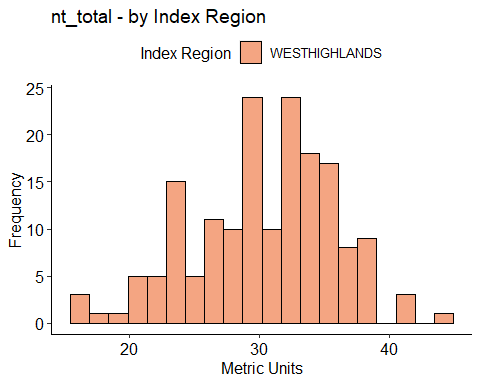 nt_total - by Index Region
Index Region WESTHIGHLANDS
25
20
15
10
5
0
Frequency
20 30 40
Metric Units